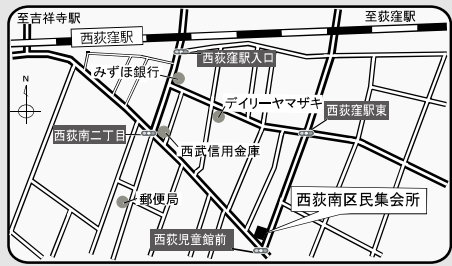 至吉祥寺駅
至荻窪駅
西荻窪駅
西荻窪駅入口
みずほ銀行
N
デイリーヤマザキ
西荻窪駅東
西荻南二丁目
西武信用金庫
郵便局
西荻南区民集会所
西荻児童館前